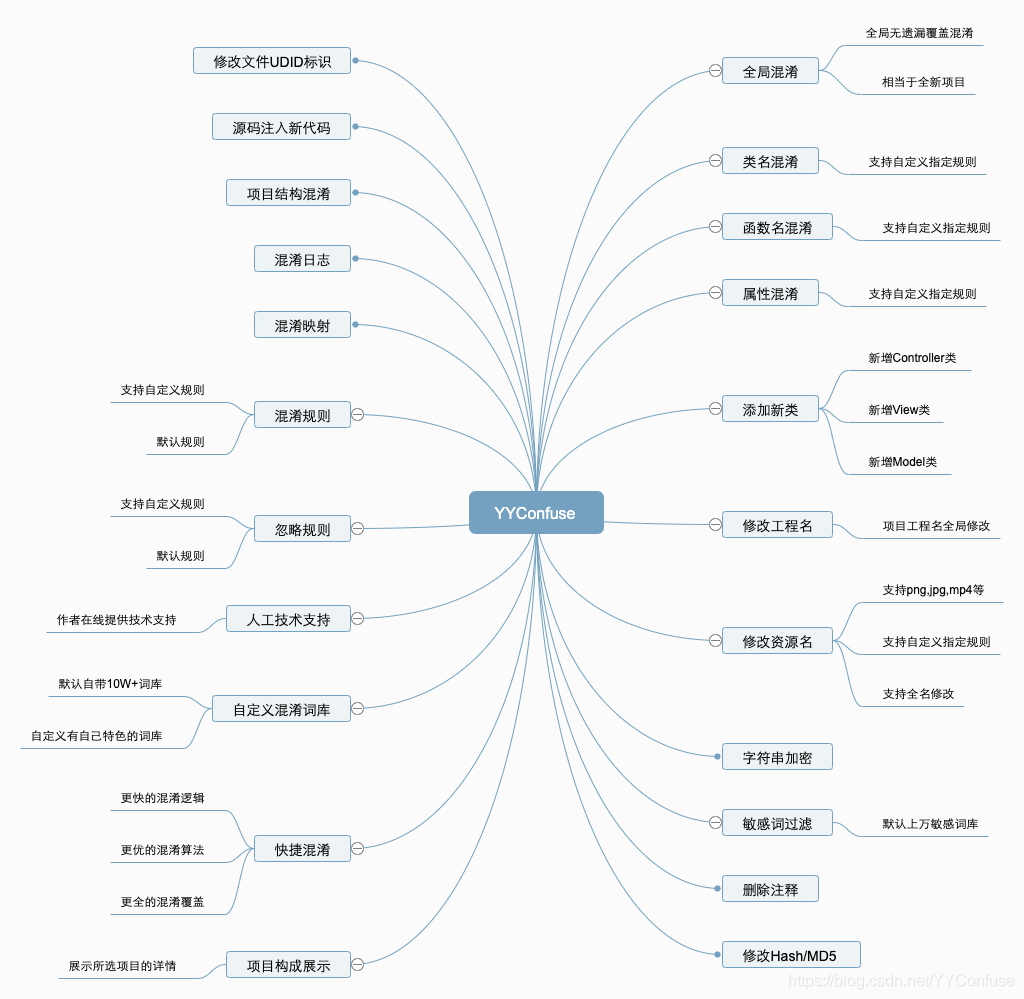 YYConfuse
全局混淆
全局无遗漏覆盖混淆
相当于全新项目
类名混淆
支持自定义指定规则
函数名混淆
支持自定义指定规则
属性混淆
支持自定义指定规则
添加新类
新增Controller类
新增View类
新增Model类
修改工程名
项目工程名全局修改
修改资源名
支持png,jpg,mp4等
支持自定义指定规则
支持全名修改
字符串加密
敏感词过滤
默认上万敏感词库
删除注释
修改Hash/MD5
修改文件UDID标识
源码注入新代码
项目结构混淆
混淆日志
混淆映射
混淆规则
支持自定义规则
默认规则
忽略规则
支持自定义规则
默认规则
人工技术支持
作者在线提供技术支持
自定义混淆词库
默认自带10W+词库
自定义有自己特色的词库
快捷混淆
更快的混淆逻辑
更优的混淆算法
更全的混淆覆盖
项目构成展示
展示所选项目的详情
https://blog.csdn.net/YYConfuse